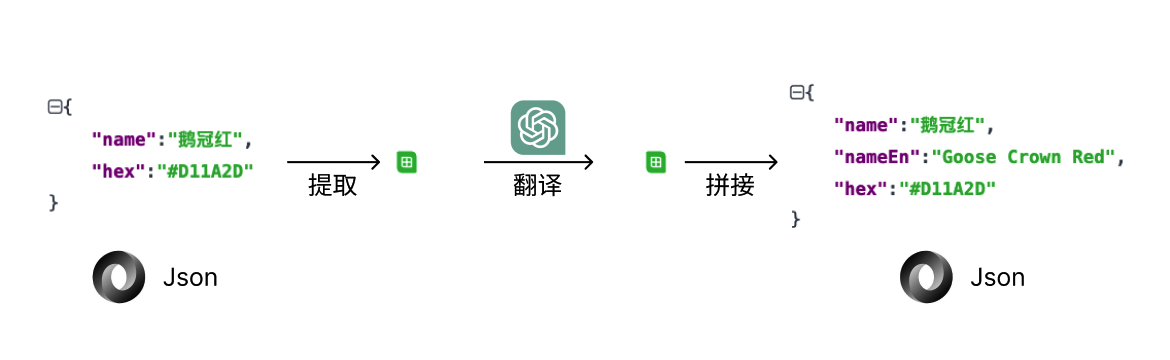 {
"name":"鹅冠红",
"hex":"#D11A2D"
}
Json
提取
翻译
拼接
{
"name":"鹅冠红",
"nameEn":"Goose Crown Red",
"hex":"#D11A2D"
}
Json